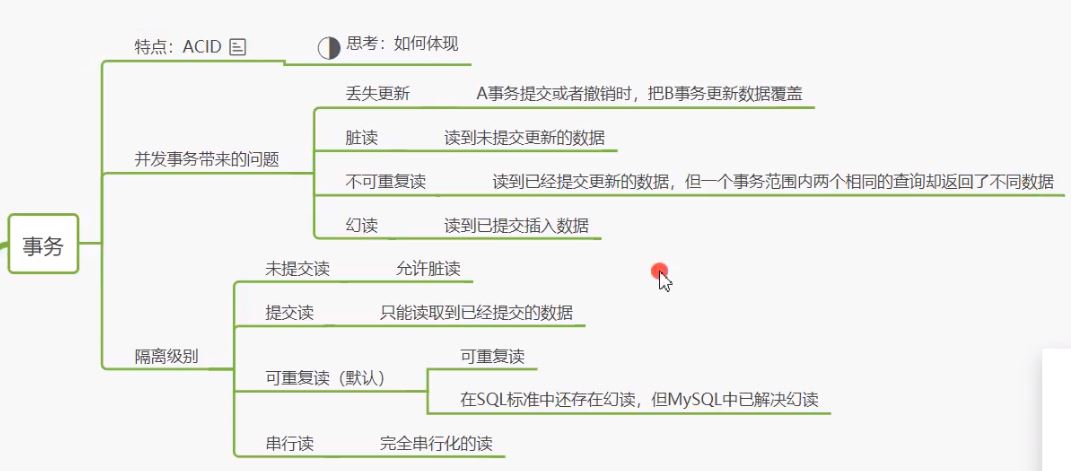 事务
特点：ACID
思考：如何体现
并发事务带来的问题
丢失更新
A事务提交或者撤销时，把B事务更新数据覆盖
脏读
读到未提交更新的数据
不可重复读
读到已经提交更新的数据，但一个事务范围内两个相同的查询却返回了不同数据
幻读
读到已提交插入数据
隔离级别
未提交读
允许脏读
提交读
只能读取到已经提交的数据
可重复读（默认）
可重复读
在SQL标准中还存在幻读，但MySQL中已解决幻读
串行读
完全串行化的读